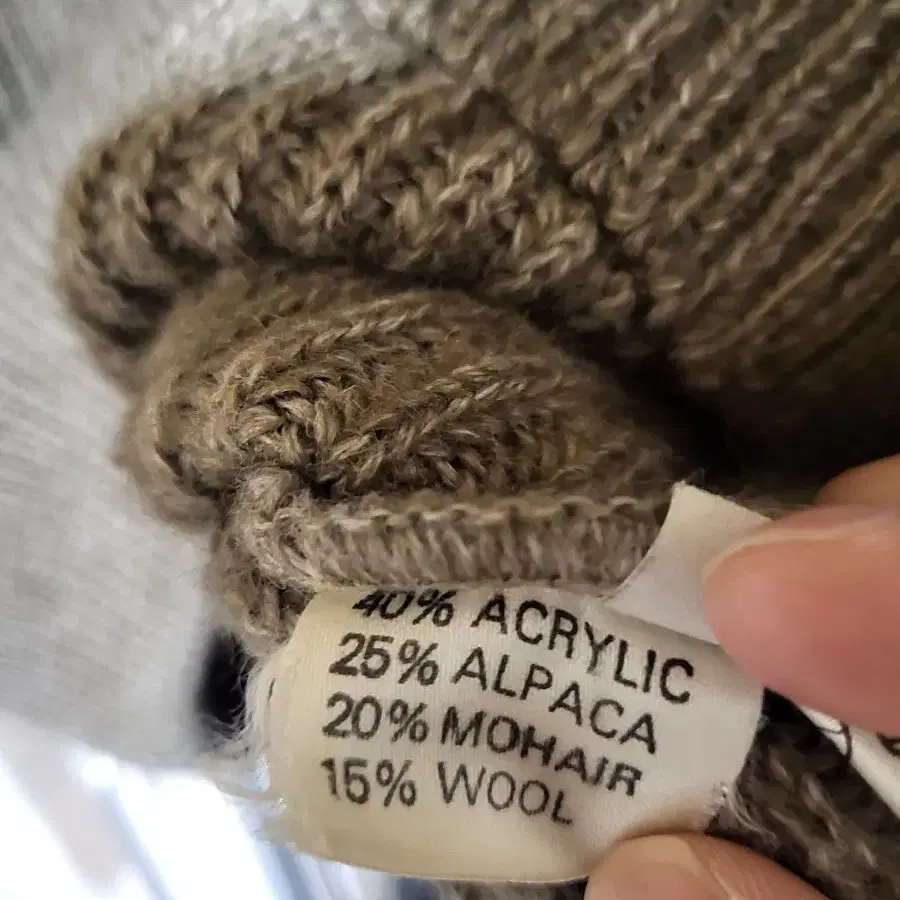 40% ACRYLIC
25% ALPACA
20% MOHAIR
15% WOOL